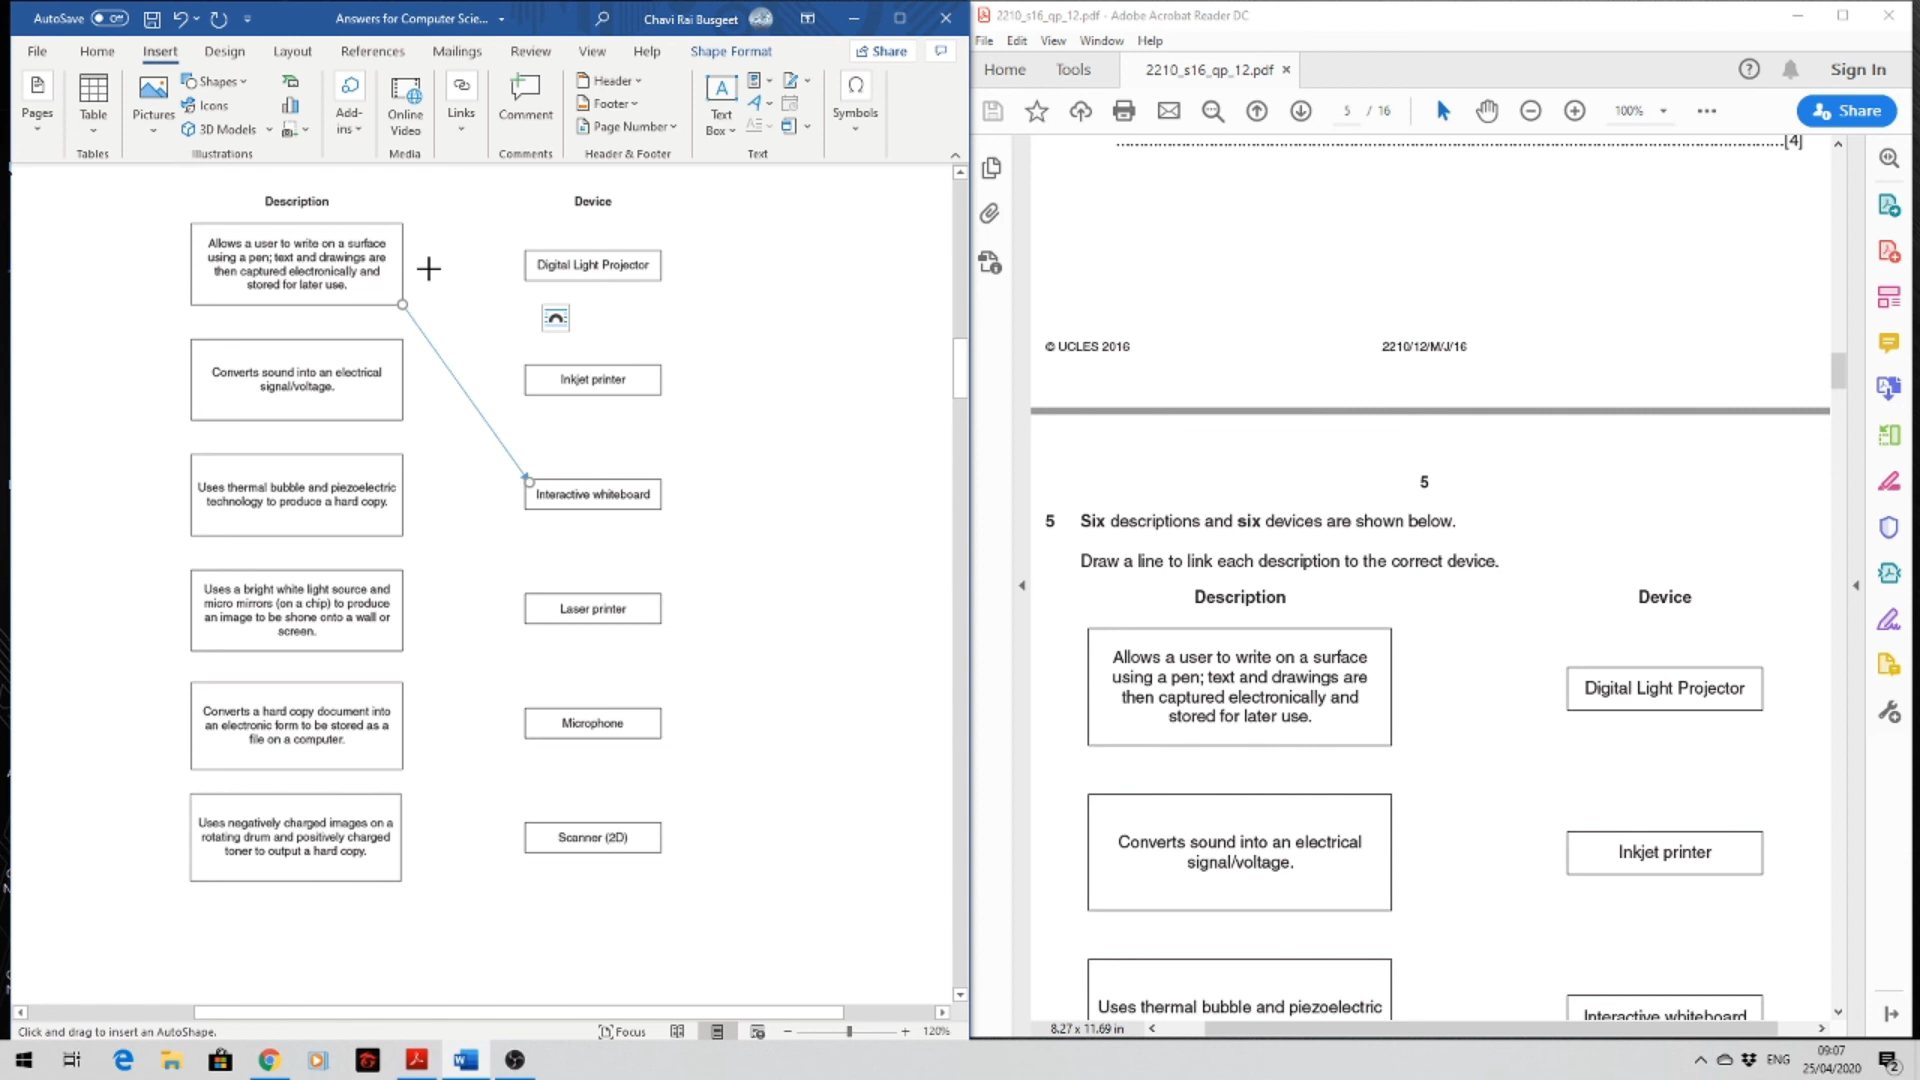 AutoSave Off
Answers for Computer Scie...
Chavi Rai Busgeet
File Home Insert Design Layout References Mailings Review View Help Shape Format
Share
Pages
Table
Pictures
Shapes
Icons
3D Models
Add-ins
Online Video
Links
Comment
Header
Footer
Page Number
Text Box
Symbols
Tables
Illustrations
Media
Comments
Header & Footer
Text
Description Device
Allows a user to write on a surface
using a pen; text and drawings are
then captured electronically and
stored for later use.
Digital Light Projector
Converts sound into an electrical
signal/voltage.
Inkjet printer
Uses thermal bubble and piezoelectric
technology to produce a hard copy.
Interactive whiteboard
Uses a bright white light source and
micro mirrors (on a chip) to produce
an image to be shone onto a wall or
screen.
Laser printer
Converts a hard copy document into
an electronic form to be stored as a
file on a computer.
Microphone
Uses negatively charged images on a
rotating drum and positively charged
toner to output a hard copy.
Scanner (2D)
Click and drag to insert an AutoShape.
Focus
120%
2210_s16_qp_12.pdf - Adobe Acrobat Reader DC
File Edit View Window Help
Home Tools 2210_s16_qp_12.pdf Sign In
5 / 16
100%
Share
[4]
© UCLES 2016 2210/12/M/J/16
5
5 Six descriptions and six devices are shown below.
Draw a line to link each description to the correct device.
Description Device
Allows a user to write on a surface
using a pen; text and drawings are
then captured electronically and
stored for later use.
Digital Light Projector
Converts sound into an electrical
signal/voltage.
Inkjet printer
Uses thermal bubble and piezoelectric
Interactive whiteboard
8.27 x 11.69 in
ENG
09:07
25/04/2020
2